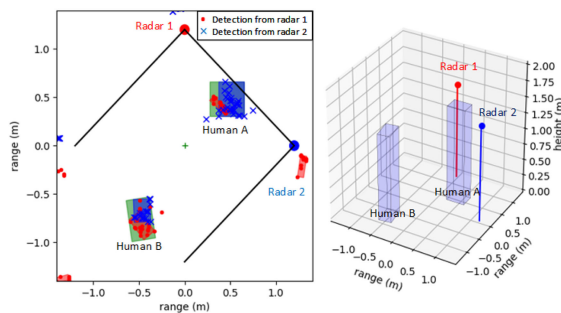 Radar 1
Detection from radar 1
Detection from radar 2
1.0
0.5
0.0
−0.5
−1.0
range (m)
Human A
Radar 2
Human B
−1.0
−0.5
0.0
0.5
1.0
range (m)
Radar 1
Radar 2
Human A
Human B
2.00
1.75
1.50
1.25
1.00
0.75
0.50
0.25
0.00
height (m)
−1.0
−0.5
0.0
0.5
1.0
range (m)
1.0
0.5
0.0
−0.5
−1.0
range (m)